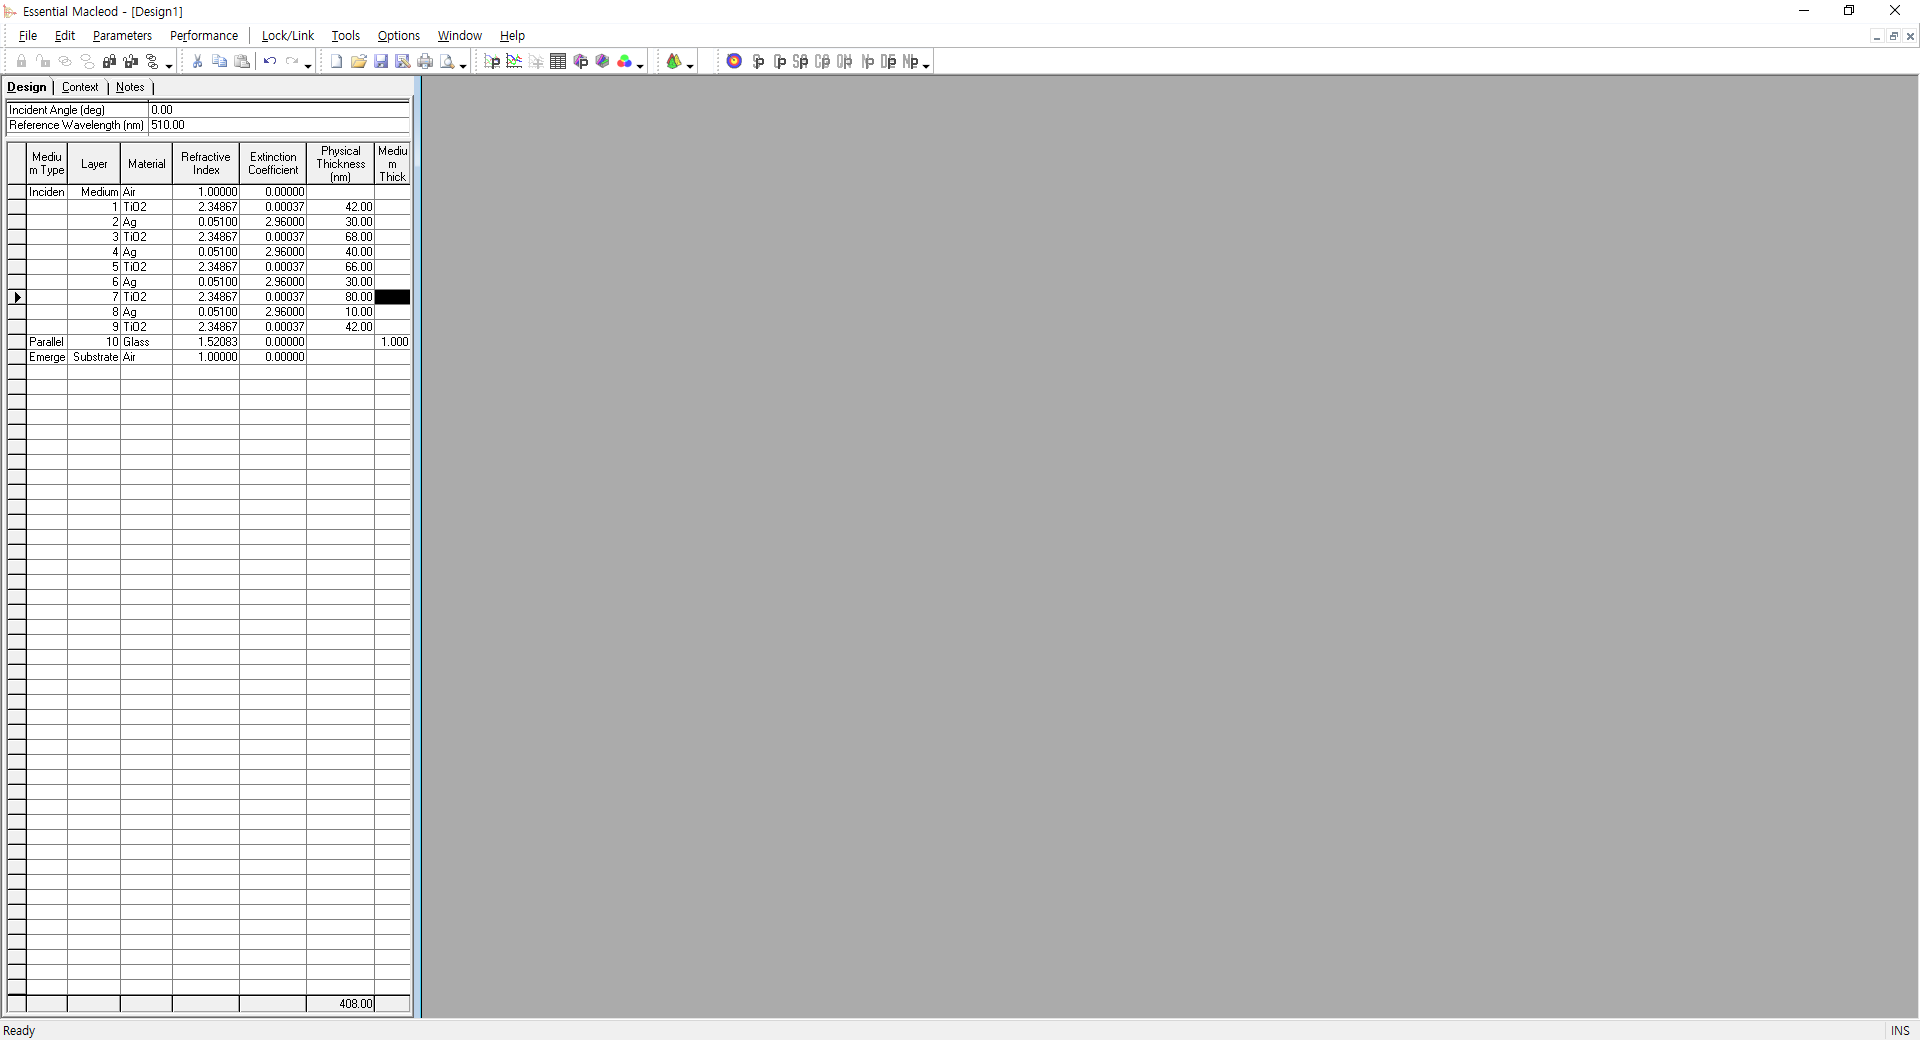 Essential Macleod - [Design1]
File Edit Parameters Performance Lock/Link Tools Options Window Help
Design Context Notes
Incident Angle (deg) 0.00
Reference Wavelength (nm) 510.00
Medium Type Layer Material Refractive Index Extinction Coefficient Physical Thickness (nm) Medium Thick
Inciden Medium Air 1.00000 0.00000
1 TiO2 2.34867 0.00037 42.00
2 Ag 0.05100 2.96000 30.00
3 TiO2 2.34867 0.00037 68.00
4 Ag 0.05100 2.96000 40.00
5 TiO2 2.34867 0.00037 66.00
6 Ag 0.05100 2.96000 30.00
7 TiO2 2.34867 0.00037 80.00
8 Ag 0.05100 2.96000 10.00
9 TiO2 2.34867 0.00037 42.00
Parallel 10 Glass 1.52083 0.00000 1.000
Emerge Substrate Air 1.00000 0.00000
408.00
Ready INS